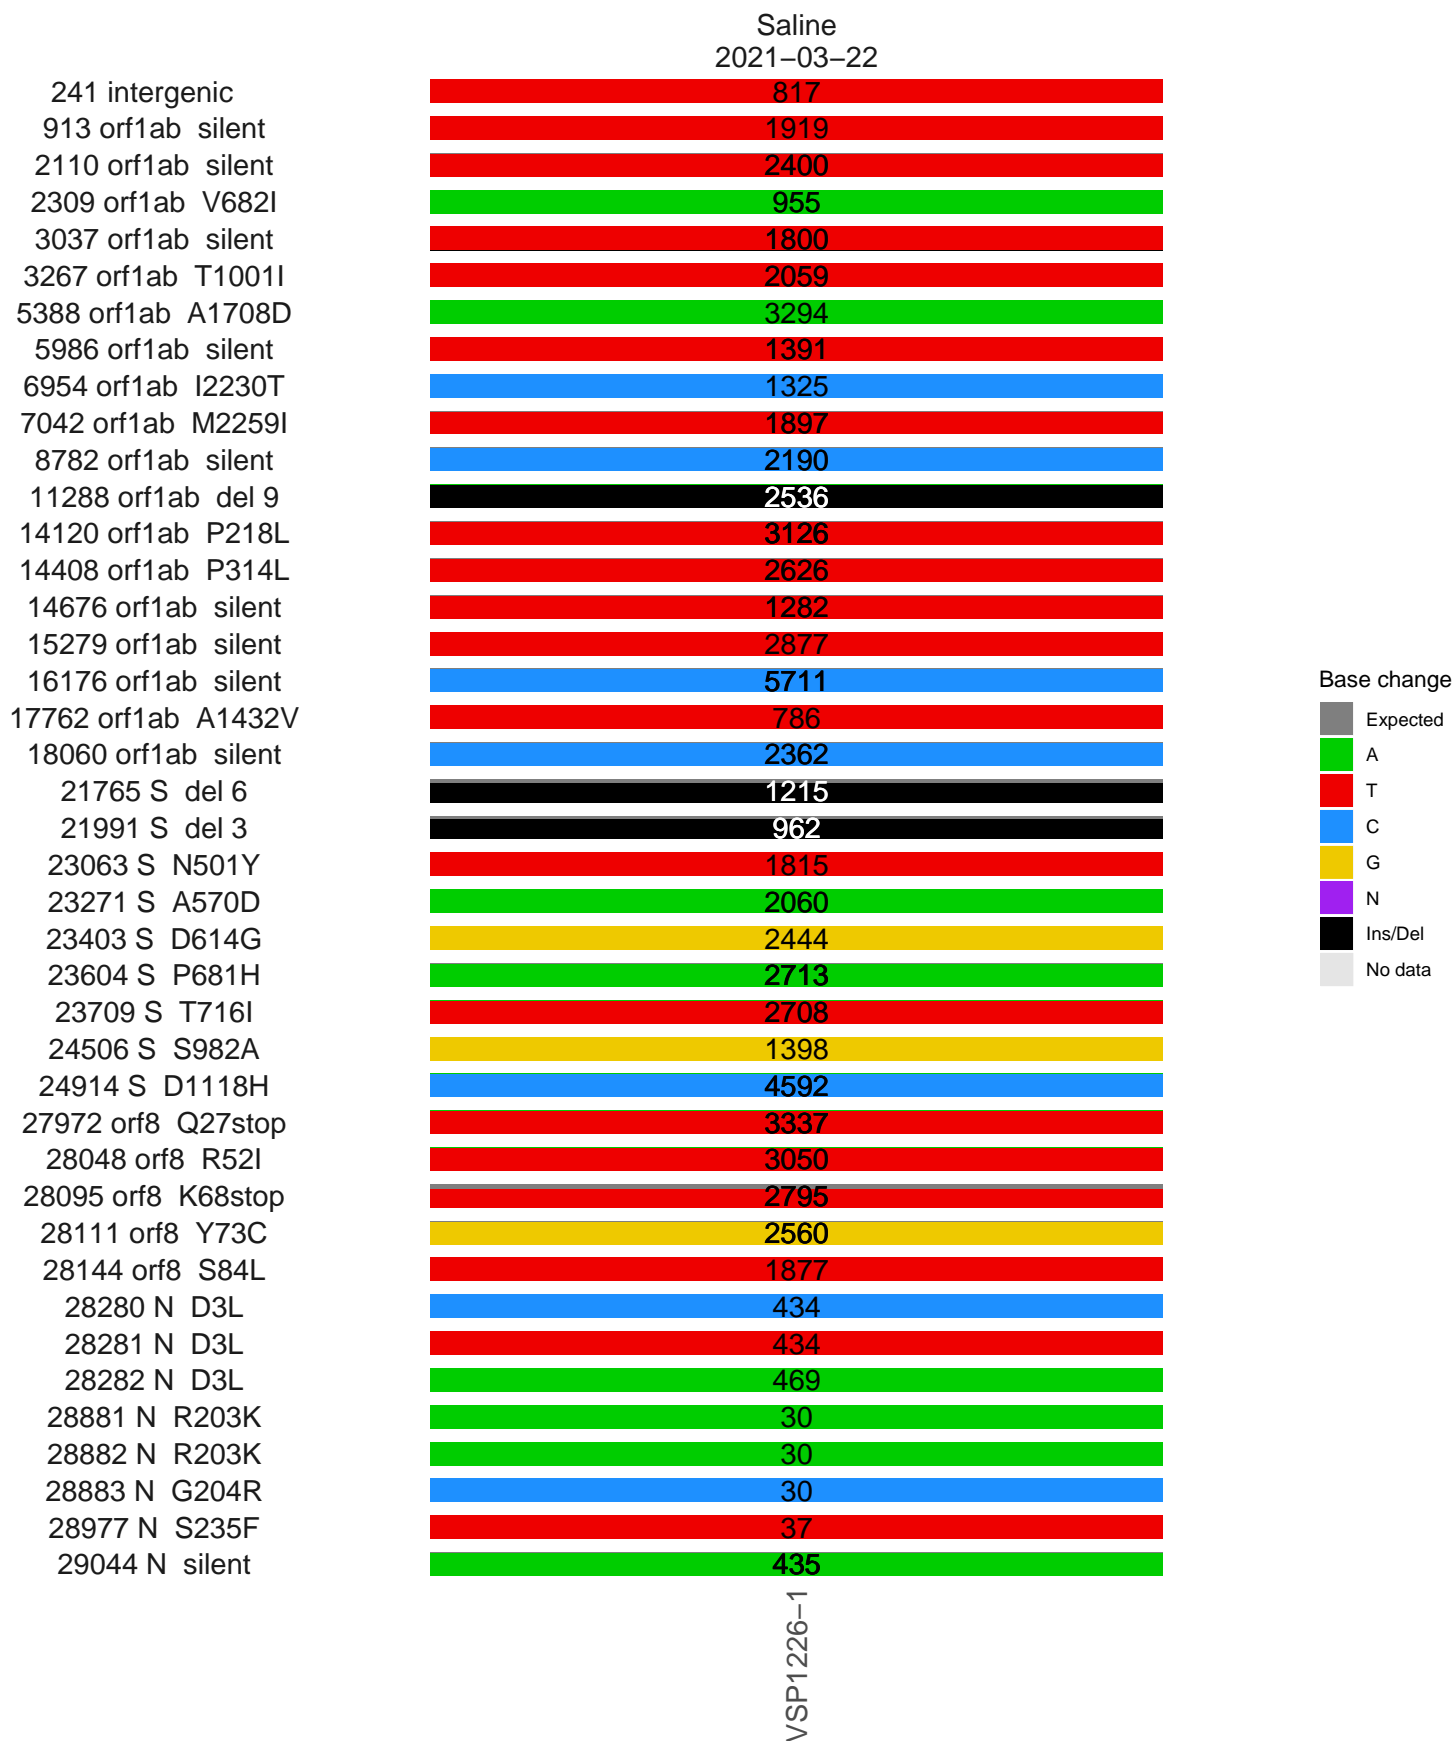 Saline
2021−03−22
241 intergenic 817
913 orf1ab silent 1919
2110 orf1ab silent 2400
2309 orf1ab V682I 955
3037 orf1ab silent 1800
3267 orf1ab T1001I 2059
5388 orf1ab A1708D 3294
5986 orf1ab silent 1391
6954 orf1ab I2230T 1325
7042 orf1ab M2259I 1897
8782 orf1ab silent 2190
11288 orf1ab del 9 2536
14120 orf1ab P218L 3126
14408 orf1ab P314L 2626
14676 orf1ab silent 1282
15279 orf1ab silent 2877
16176 orf1ab silent 5711
17762 orf1ab A1432V 786
18060 orf1ab silent 2362
21765 S del 6 1215
21991 S del 3 962
23063 S N501Y 1815
23271 S A570D 2060
23403 S D614G 2444
23604 S P681H 2713
23709 S T716I 2708
24506 S S982A 1398
24914 S D1118H 4592
27972 orf8 Q27stop 3337
28048 orf8 R52I 3050
28095 orf8 K68stop 2795
28111 orf8 Y73C 2560
28144 orf8 S84L 1877
28280 N D3L 434
28281 N D3L 434
28282 N D3L 469
28881 N R203K 30
28882 N R203K 30
28883 N G204R 30
28977 N S235F 37
29044 N silent 435
VSP1226−1
Base change
Expected
A
T
C
G
N
Ins/Del
No data